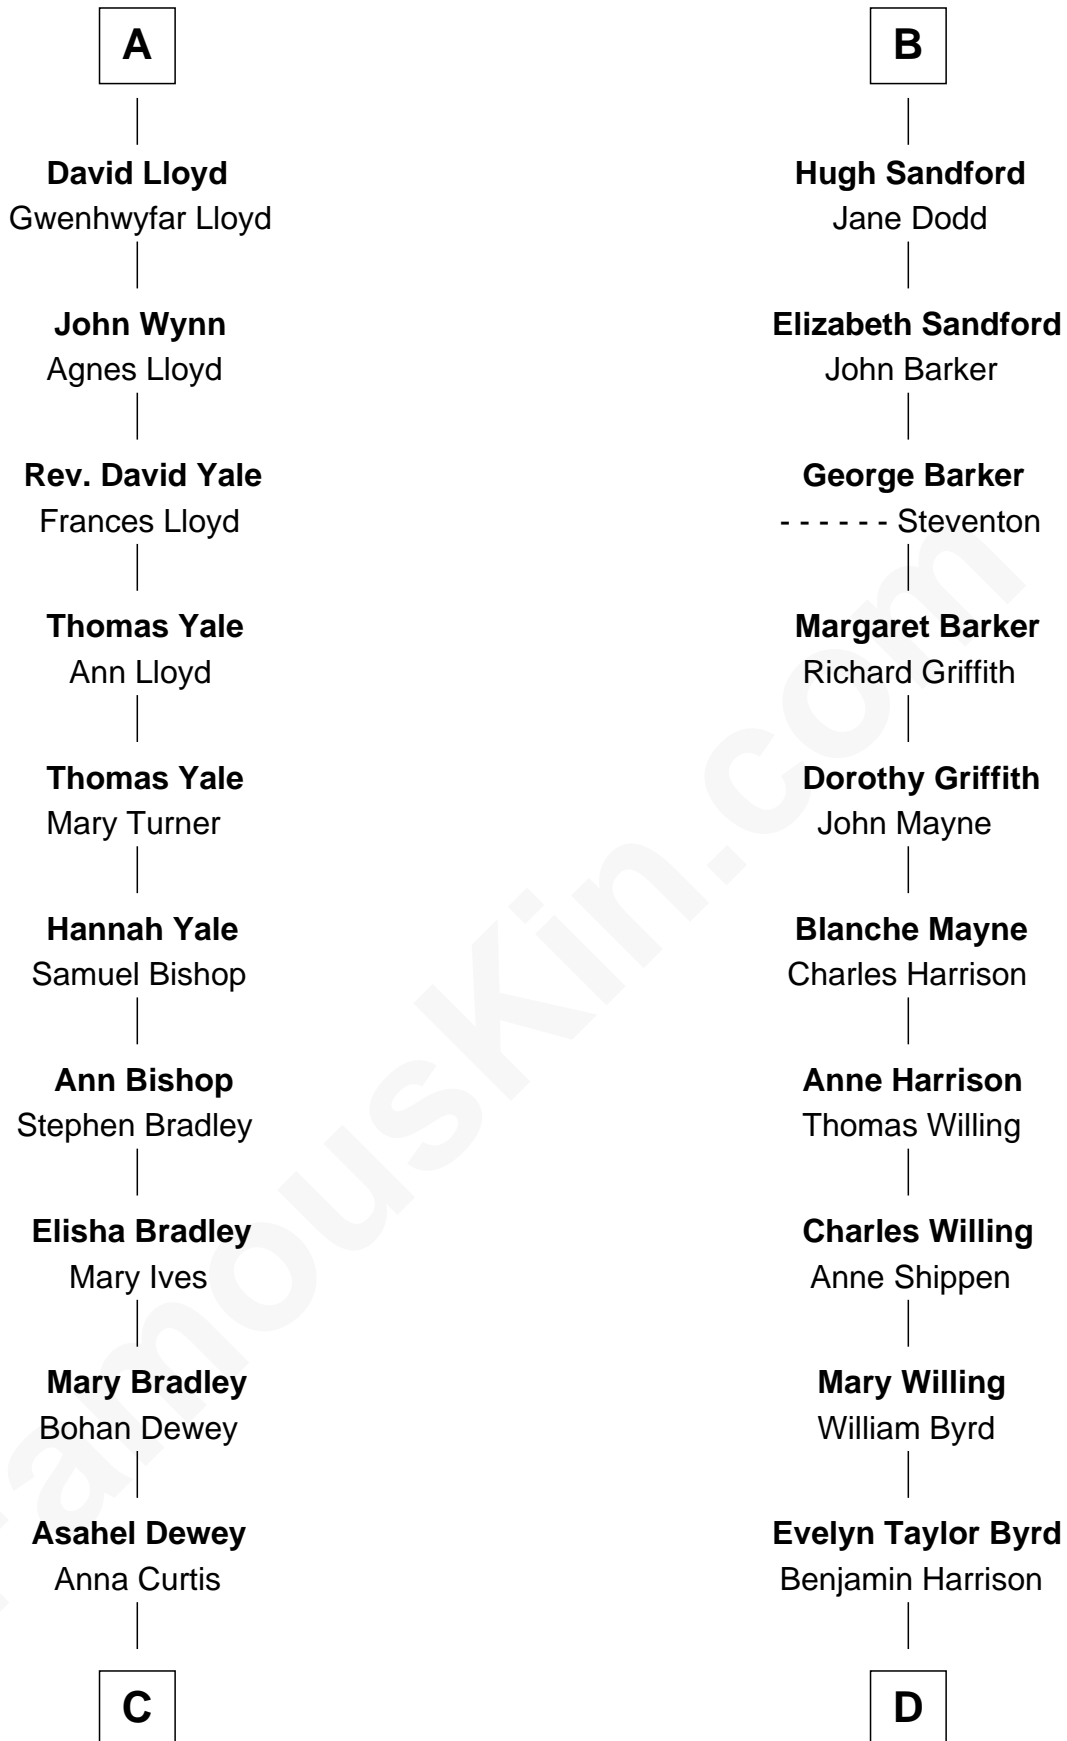 A
David Lloyd
Gwenhwyfar Lloyd
John Wynn
Agnes Lloyd
Rev. David Yale
Frances Lloyd
Thomas Yale
Ann Lloyd
Thomas Yale
Mary Turner
Hannah Yale
Samuel Bishop
Ann Bishop
Stephen Bradley
Elisha Bradley
Mary Ives
Mary Bradley
Bohan Dewey
Asahel Dewey
Anna Curtis
C
B
Hugh Sandford
Jane Dodd
Elizabeth Sandford
John Barker
George Barker
- - - - - - Steventon
Margaret Barker
Richard Griffith
Dorothy Griffith
John Mayne
Blanche Mayne
Charles Harrison
Anne Harrison
Thomas Willing
Charles Willing
Anne Shippen
Mary Willing
William Byrd
Evelyn Taylor Byrd
Benjamin Harrison
D
FamousKin.com